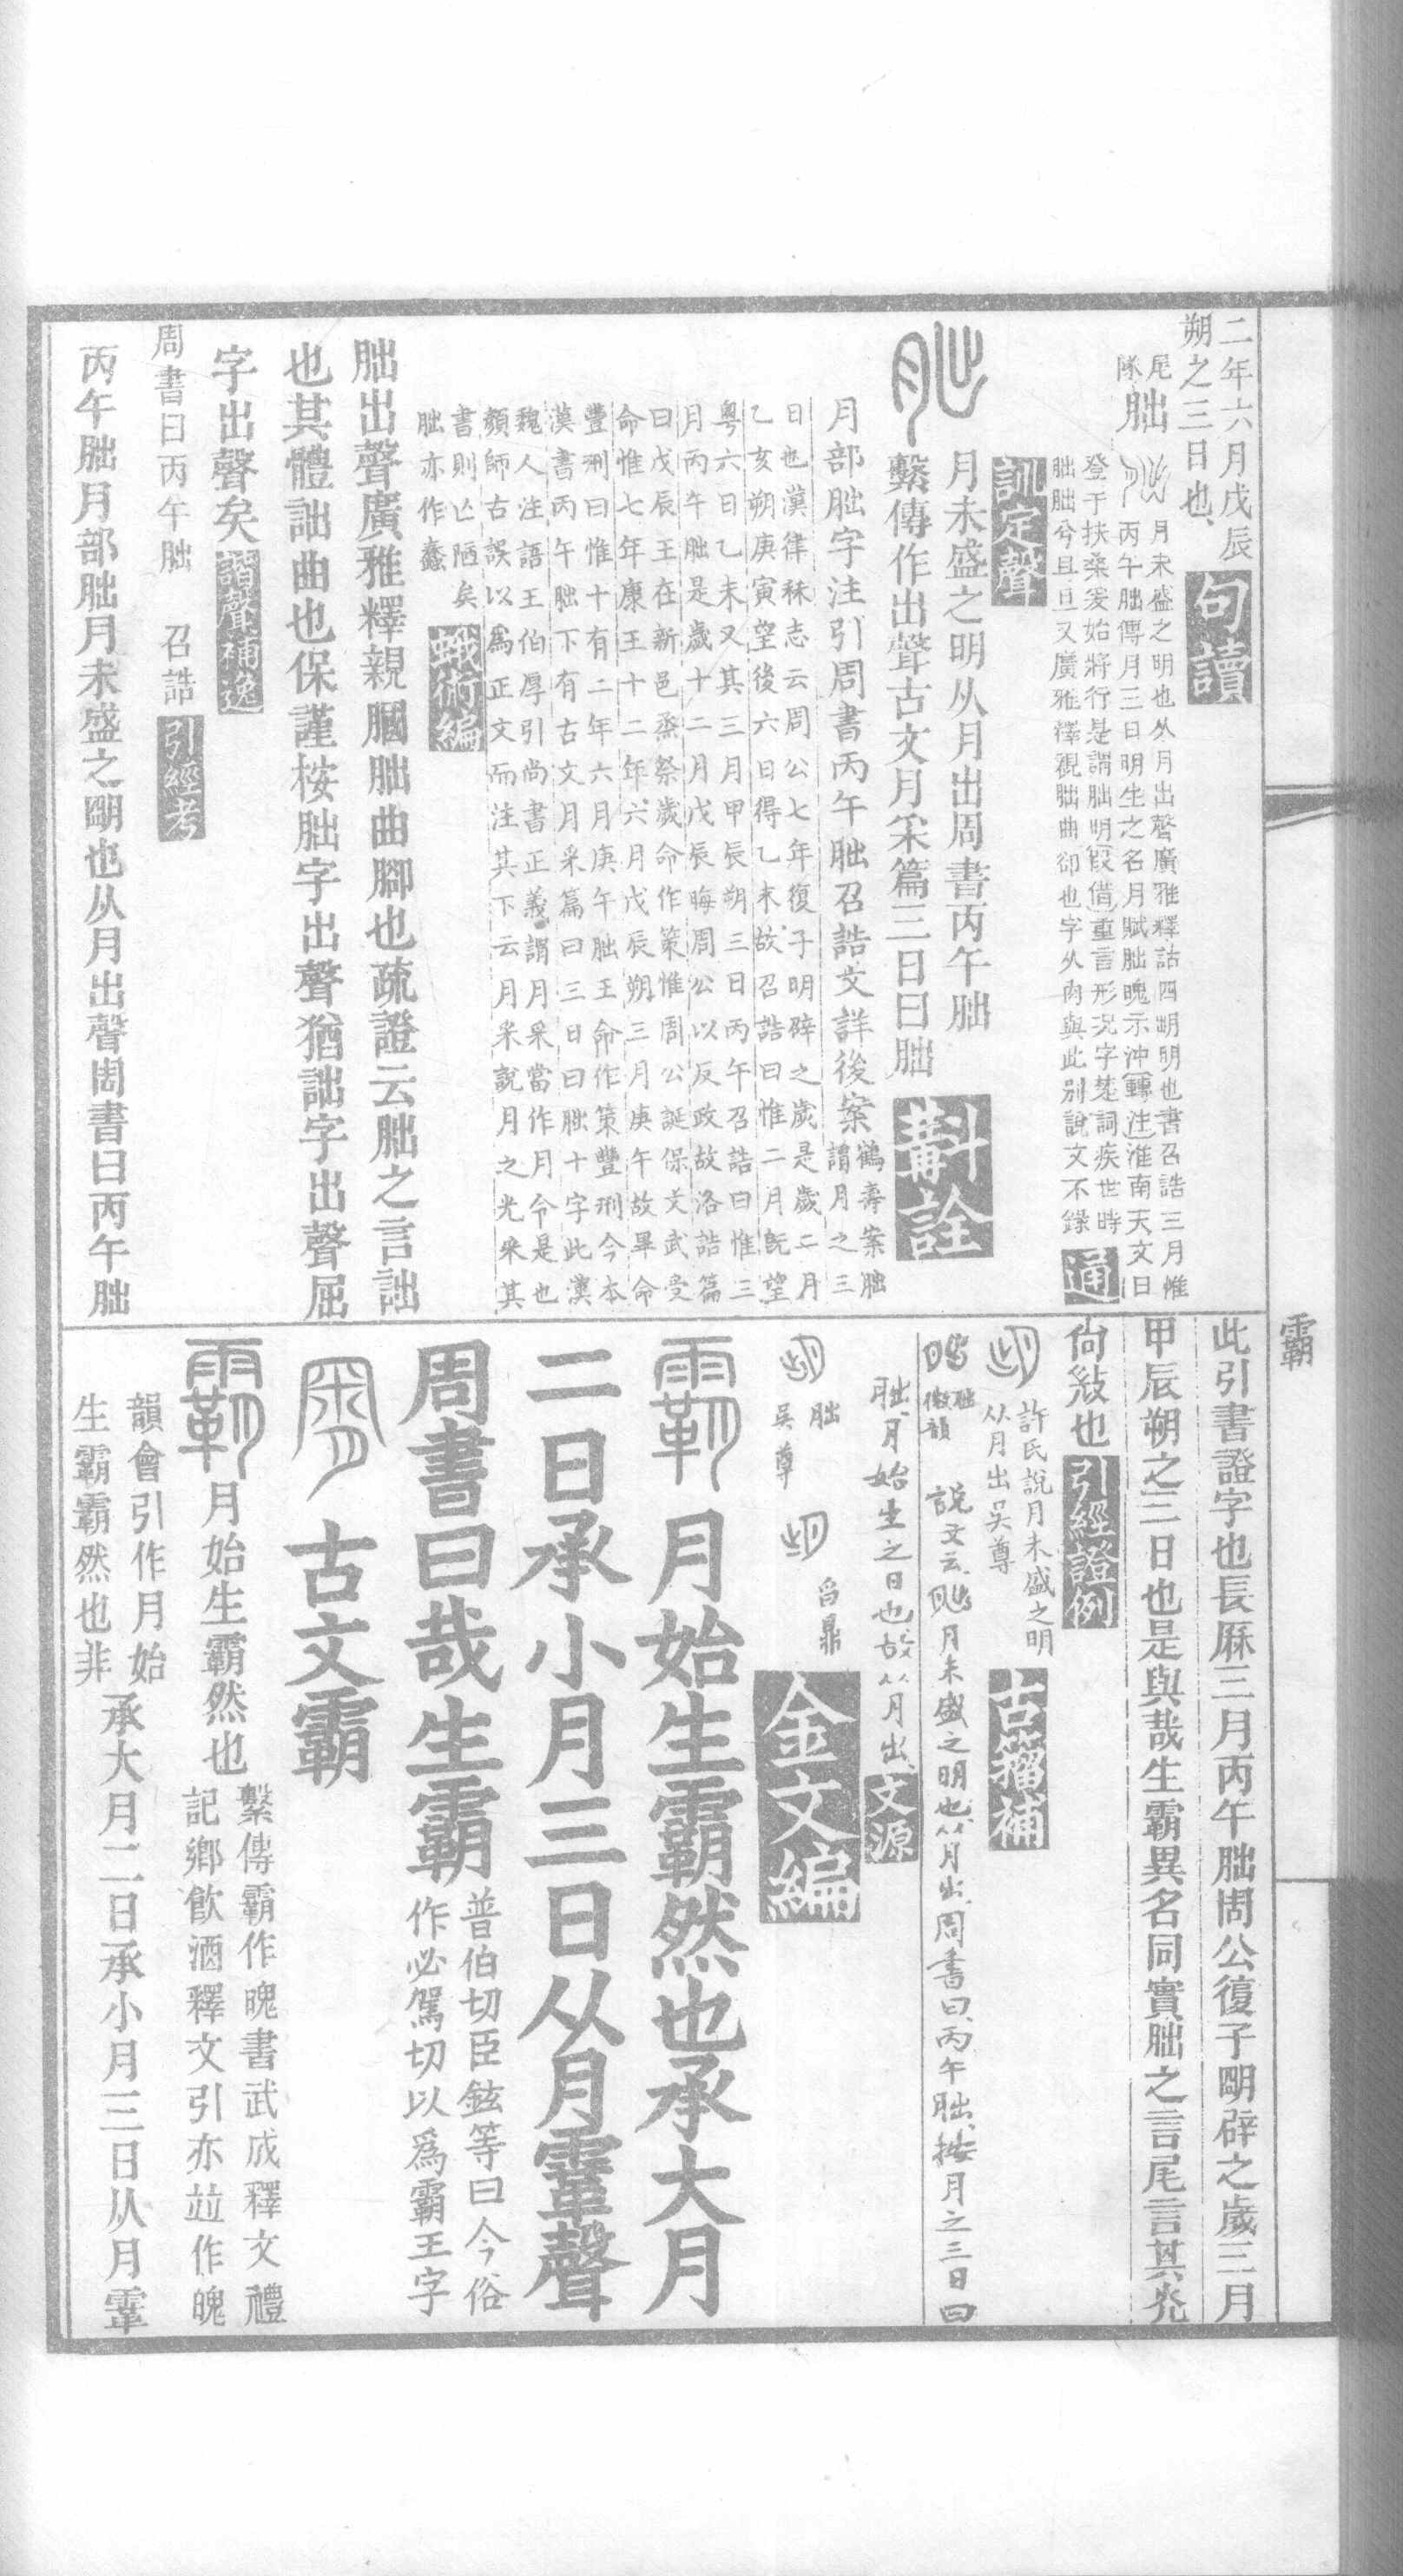 二年六月戊辰
朔之三日也
句讀
尾隊
朏
月未盛之明也从月出聲廣雅釋詁四朙明也書召誥三月惟
丙午朏傳月三日明生之名月賦朏魄示沖轉注淮南天文日
登于扶桑爰始將行是謂朏明叚借重言形況字楚詞疾世時
朏朏兮且旦又廣雅釋親朏曲卻也字从肉與此別說文不錄
通訓定聲
月未盛之明从月出周書丙午朏
繫傳作出聲古文月采篇三日曰朏
斠詮
月部朏字注引周書丙午朏召誥文詳後案
鶴壽案朏謂月之三
日也漢律秝志云周公七年復子明辟之歲是歲二月
乙亥朔庚寅望後六日得乙未故召誥曰惟二月既望
粵六日乙未又其三月甲辰朔三日丙午召誥曰惟三
月丙午朏是歲十二月戊辰晦周公以反政故洛誥篇
曰戊辰王在新邑烝祭歲命作策惟周公誕保文武受
命惟七年康王十二年六月戊辰朔三月庚午故畢命
豐刑曰惟十有二年六月庚午朏王命作策豐刑今本
漢書丙午朏下有古文月采篇曰三日曰朏十字此漢
魏人注語王伯厚引尚書正義謂月采當作月令是也
顏師古誤以爲正文而注其下云月采說月之光采其
書則亡陋矣
朏亦作蠢
蛾術編
朏出聲廣雅釋親膕朏曲腳也疏證云朏之言詘
也其體詘曲也保謹桉朏字出聲猶詘字出聲屈
字出聲矣
諧聲補逸
周書曰丙午朏 召誥
引經考
丙午朏月部朏月未盛之朙也从月出聲周書曰丙午朏
霸
此引書證字也長厤三月丙午朏周公復子朙辟之歲三月
甲辰朔之三日也是與哉生霸異名同實朏之言尾言其光
尙㪔也
引經證例
許氏說月未盛之明
从月出吳尊
古籀補
朏
說文云月未盛之明也从月出周書曰丙午朏按月之三日曰
朏月始生之日也故从月出
文源
朏
吳尊
舀鼎
金文編
月始生霸然也承大月
二日承小月三日从月䨣聲
周書曰哉生霸
普伯切臣鉉等曰今俗
作必駕切以爲霸王字
古文霸
月始生霸然也
繫傳霸作魄書武成釋文禮
記鄉飮酒釋文引亦竝作魄
韻會引作月始
生霸霸然也非
承大月二日承小月三日从月䨣